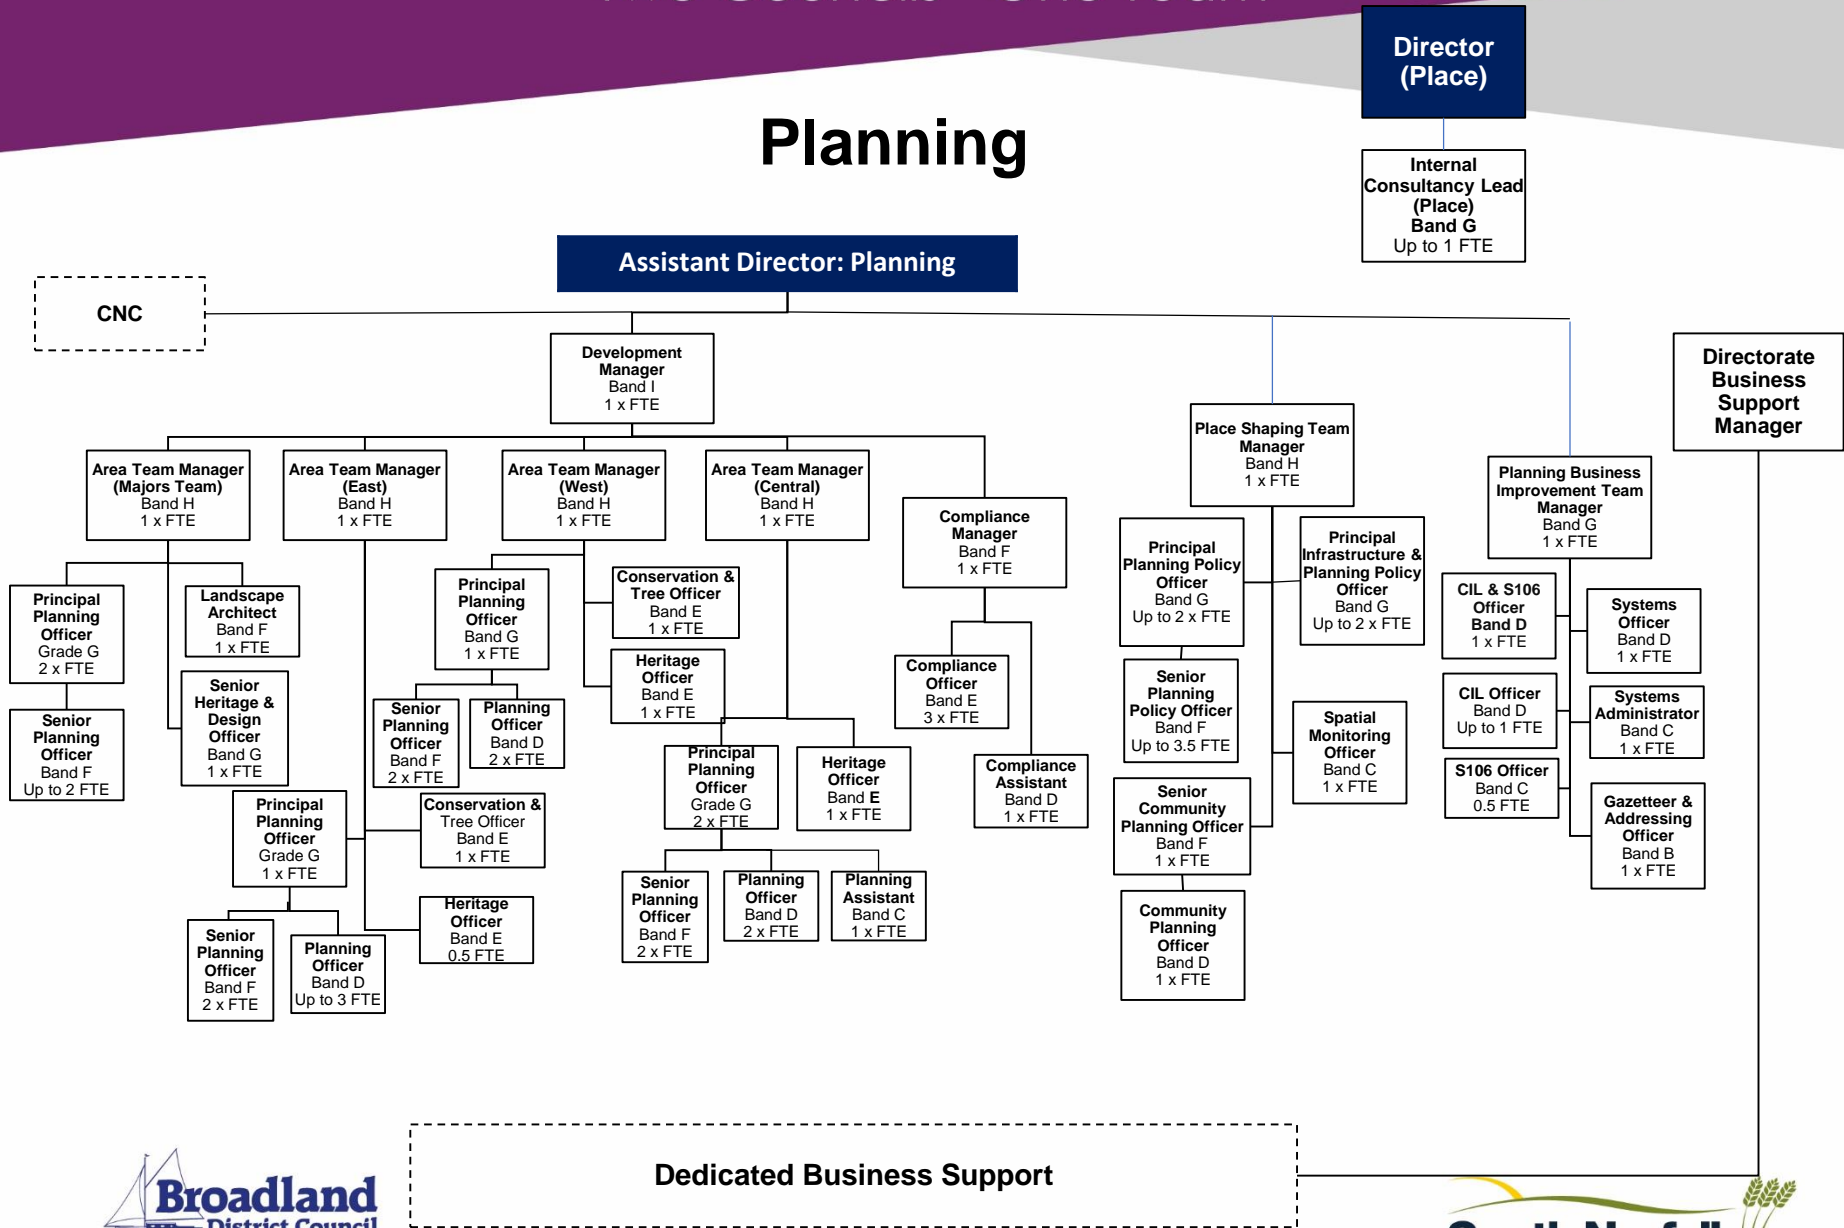 Director
(Place)
Planning
Internal
Consultancy Lead
(Place)
Band G
Up to 1 FTE
Assistant Director: Planning
CNC
Development
Manager
Band I
1 x FTE
Directorate
Business
Support
Manager
Area Team Manager
(Majors Team)
Band H
1 x FTE
Area Team Manager
(East)
Band H
1 x FTE
Area Team Manager
(West)
Band H
1 x FTE
Area Team Manager
(Central)
Band H
1 x FTE
Compliance
Manager
Band F
1 x FTE
Place Shaping Team
Manager
Band H
1 x FTE
Planning Business
Improvement Team
Manager
Band G
1 x FTE
Principal
Planning
Officer
Grade G
2 x FTE
Landscape
Architect
Band F
1 x FTE
Senior
Planning
Officer
Band F
Up to 2 FTE
Senior
Heritage &
Design
Officer
Band G
1 x FTE
Principal
Planning
Officer
Grade G
1 x FTE
Conservation &
Tree Officer
Band E
1 x FTE
Senior
Planning
Officer
Band F
2 x FTE
Planning
Officer
Band D
Up to 3 FTE
Heritage
Officer
Band E
0.5 FTE
Principal
Planning
Officer
Band G
1 x FTE
Conservation &
Tree Officer
Band E
1 x FTE
Heritage
Officer
Band E
1 x FTE
Senior
Planning
Officer
Band F
2 x FTE
Planning
Officer
Band D
2 x FTE
Principal
Planning
Officer
Grade G
2 x FTE
Heritage
Officer
Band E
1 x FTE
Senior
Planning
Officer
Band F
2 x FTE
Planning
Officer
Band D
2 x FTE
Planning
Assistant
Band C
1 x FTE
Compliance
Officer
Band E
3 x FTE
Compliance
Assistant
Band D
1 x FTE
Principal
Planning Policy
Officer
Band G
Up to 2 x FTE
Principal
Infrastructure &
Planning Policy
Officer
Band G
Up to 2 x FTE
Senior
Planning
Policy Officer
Band F
Up to 3.5 FTE
Spatial
Monitoring
Officer
Band C
1 x FTE
Senior
Community
Planning Officer
Band F
1 x FTE
Community
Planning
Officer
Band D
1 x FTE
CIL & S106
Officer
Band D
1 x FTE
Systems
Officer
Band D
1 x FTE
CIL Officer
Band D
Up to 1 FTE
Systems
Administrator
Band C
1 x FTE
S106 Officer
Band C
0.5 FTE
Gazetteer &
Addressing
Officer
Band B
1 x FTE
Dedicated Business Support
Broadland
District Council